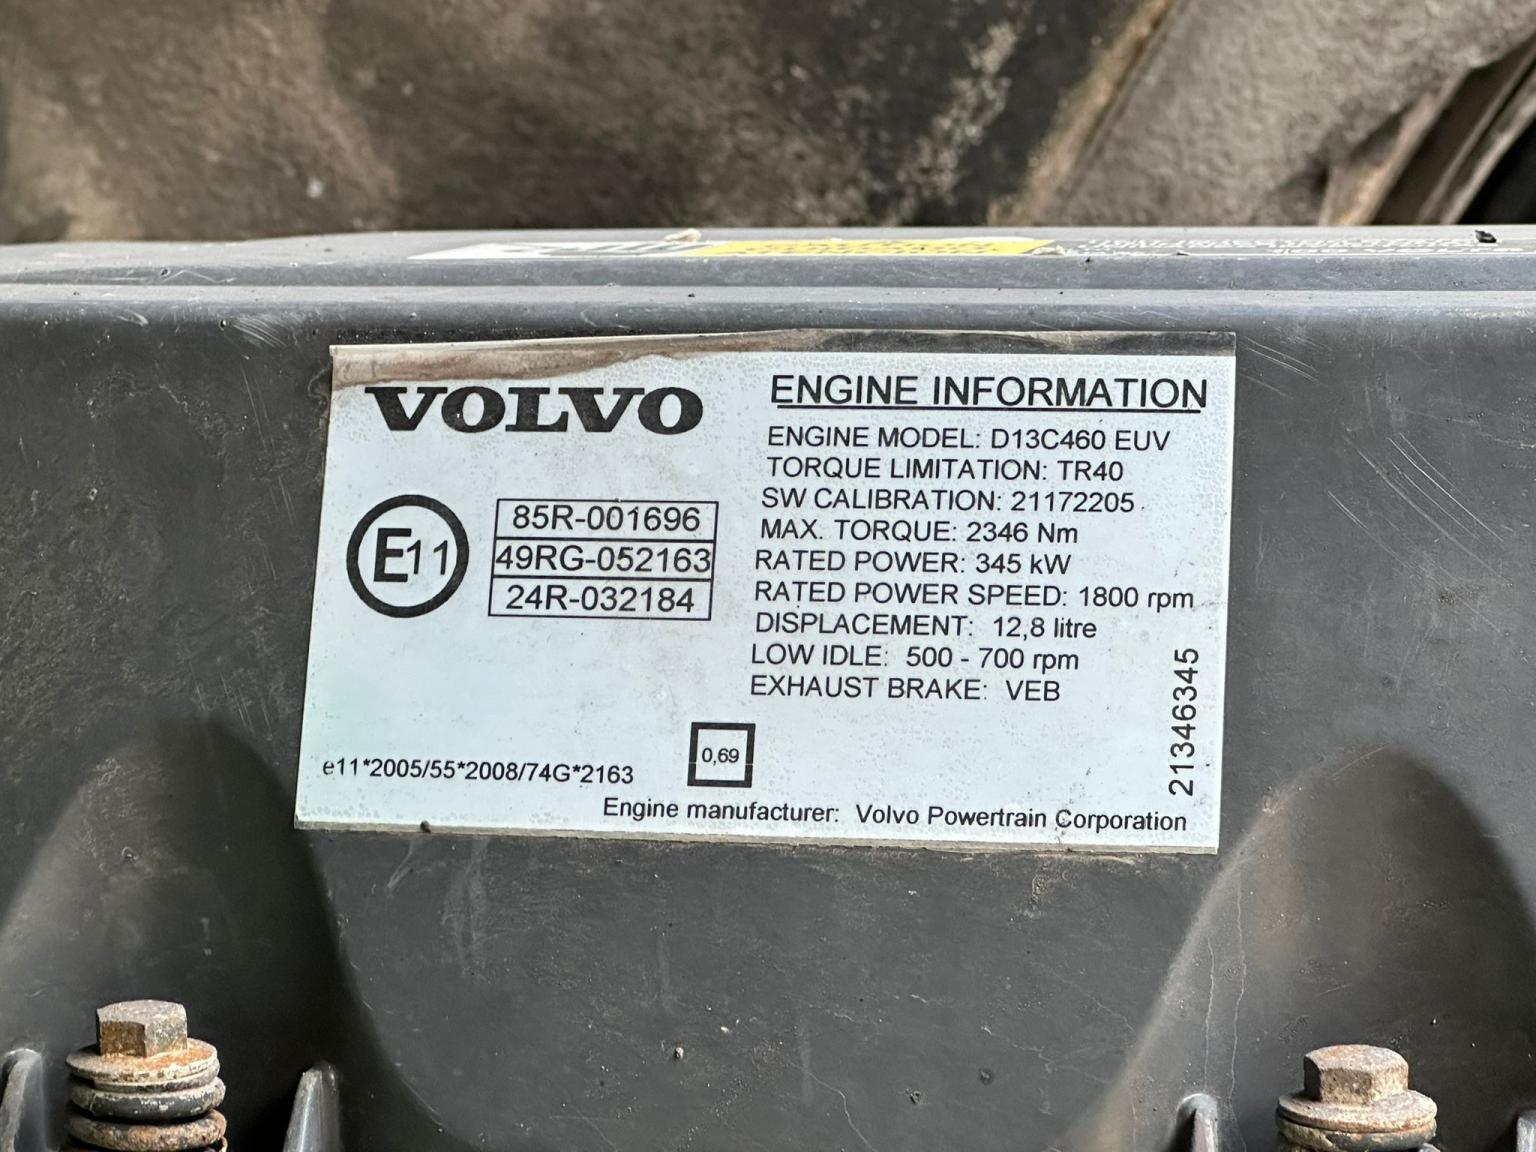 VOLVO
E11
85R-001696
49RG-052163
24R-032184
ENGINE INFORMATION
ENGINE MODEL: D13C460 EUV
TORQUE LIMITATION: TR40
SW CALIBRATION: 21172205
MAX. TORQUE: 2346 Nm
RATED POWER: 345 kW
RATED POWER SPEED: 1800 rpm
DISPLACEMENT: 12,8 litre
LOW IDLE: 500 - 700 rpm
EXHAUST BRAKE: VEB
21346345
0,69
e11*2005/55*2008/74G*2163
Engine manufacturer: Volvo Powertrain Corporation